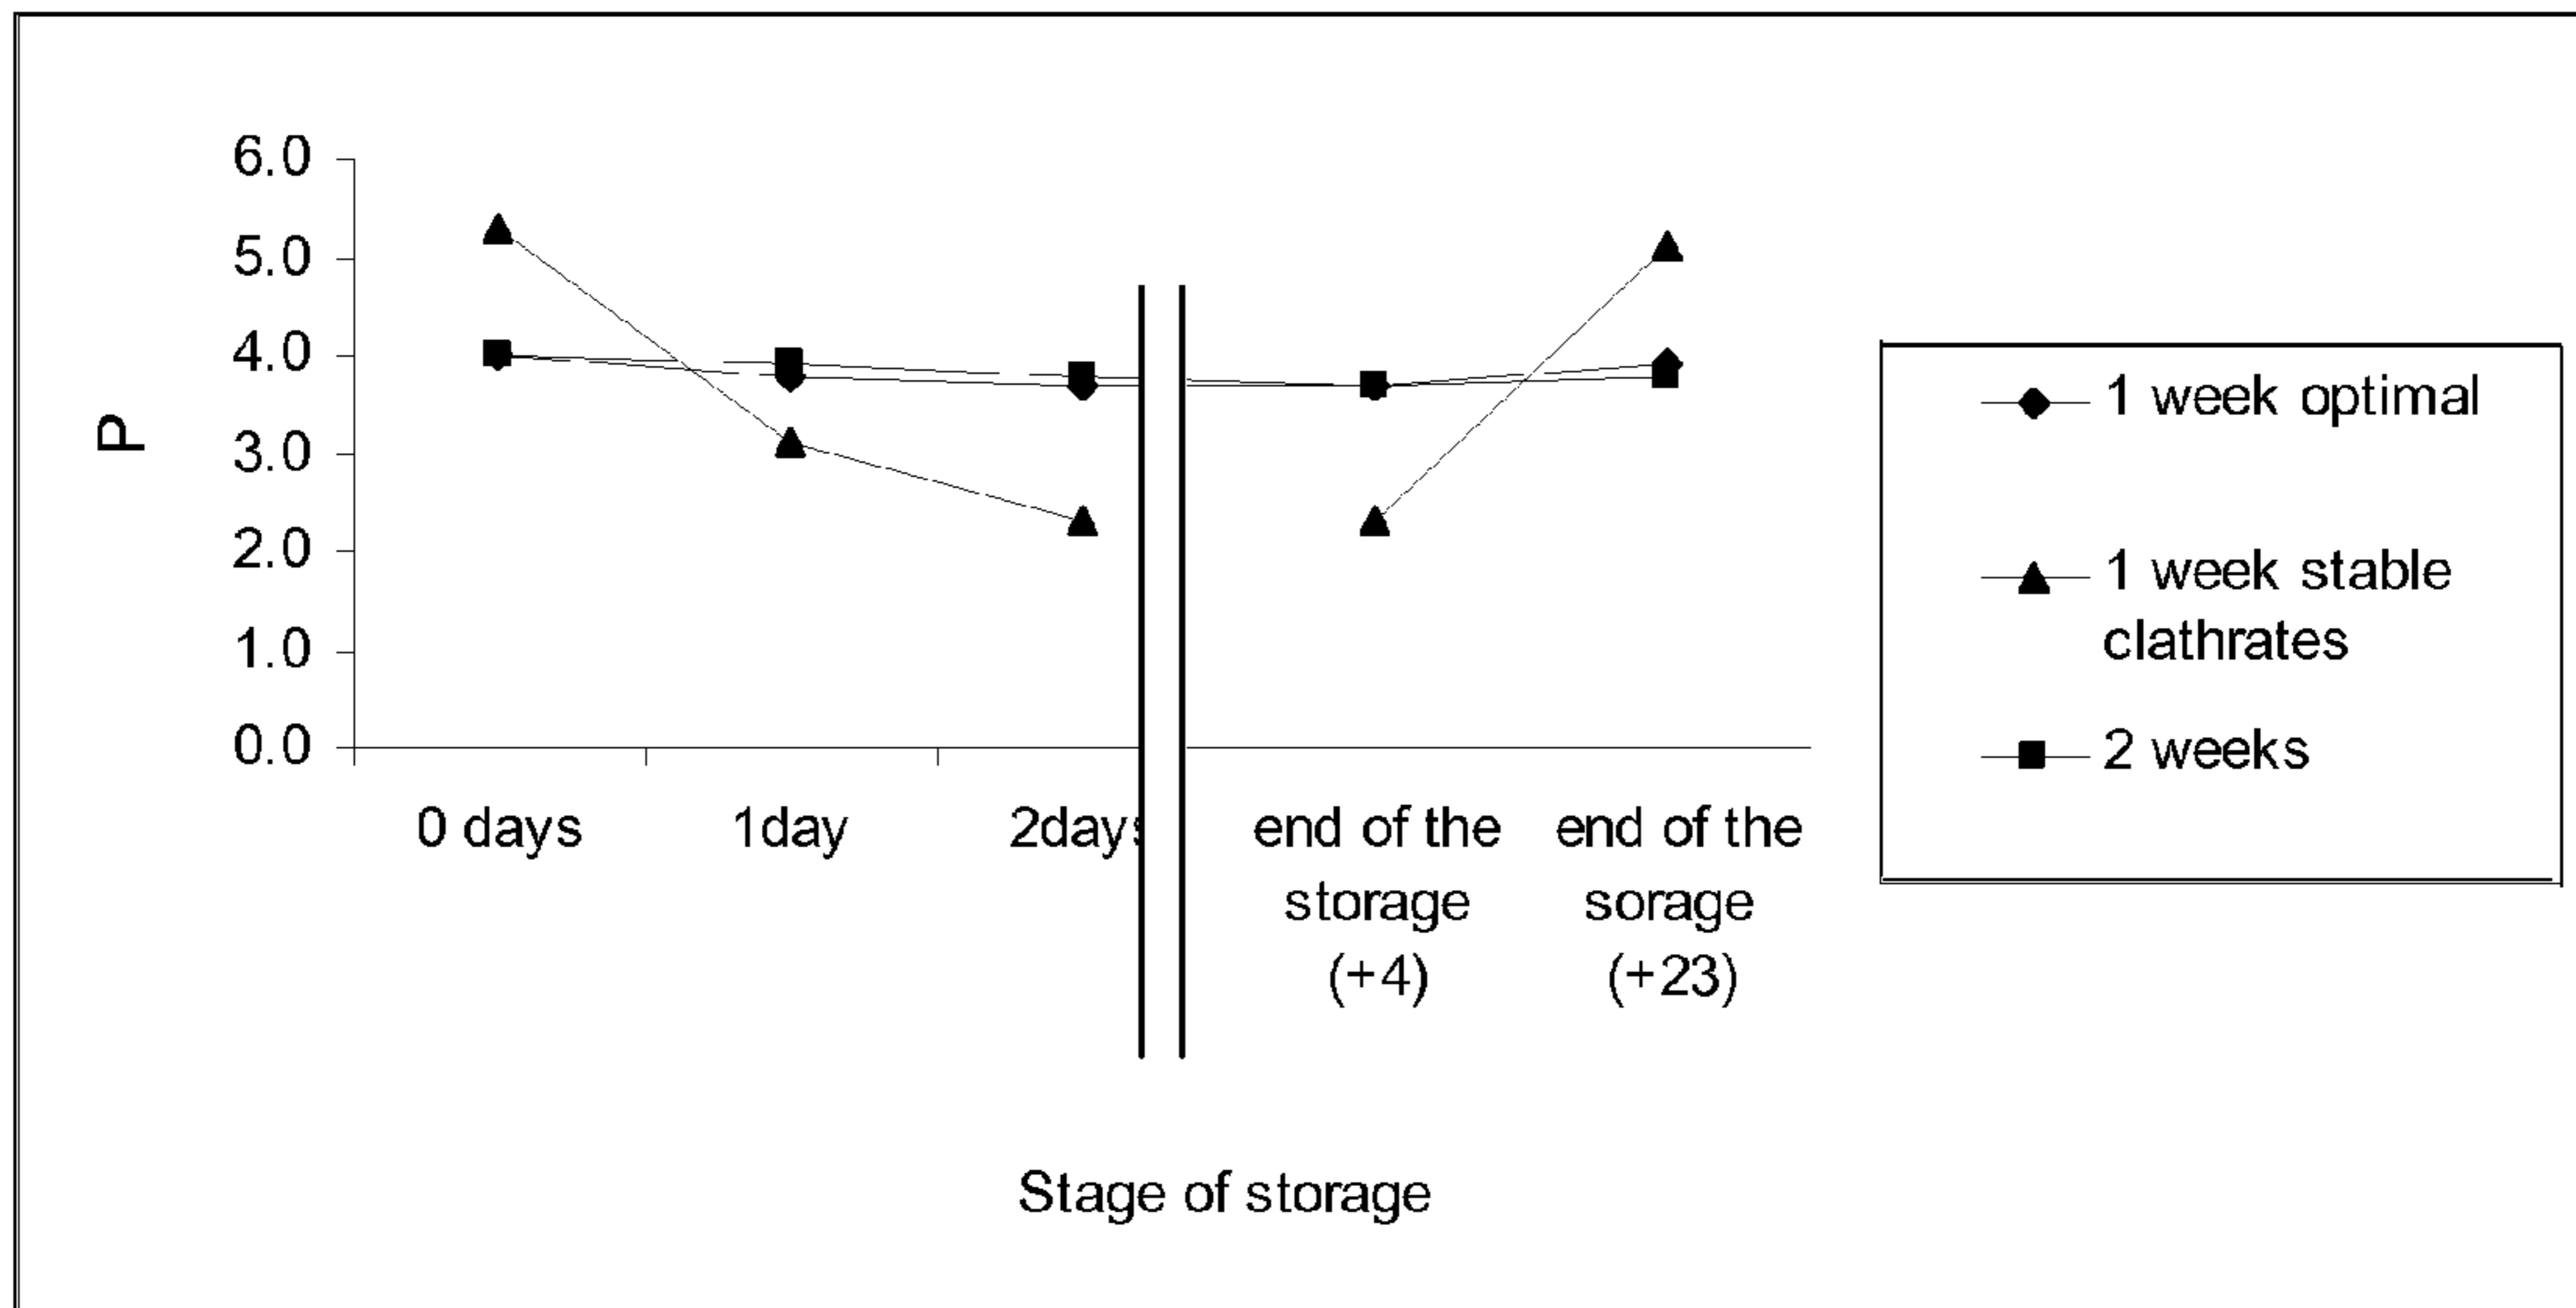 6.0
5.0
4.0
3.0
2.0
1.0
0.0
P
0 days
1day
2days
end of the
storage
(+4)
end of the
sorage
(+23)
Stage of storage
1 week optimal
1 week stable
clathrates
2 weeks